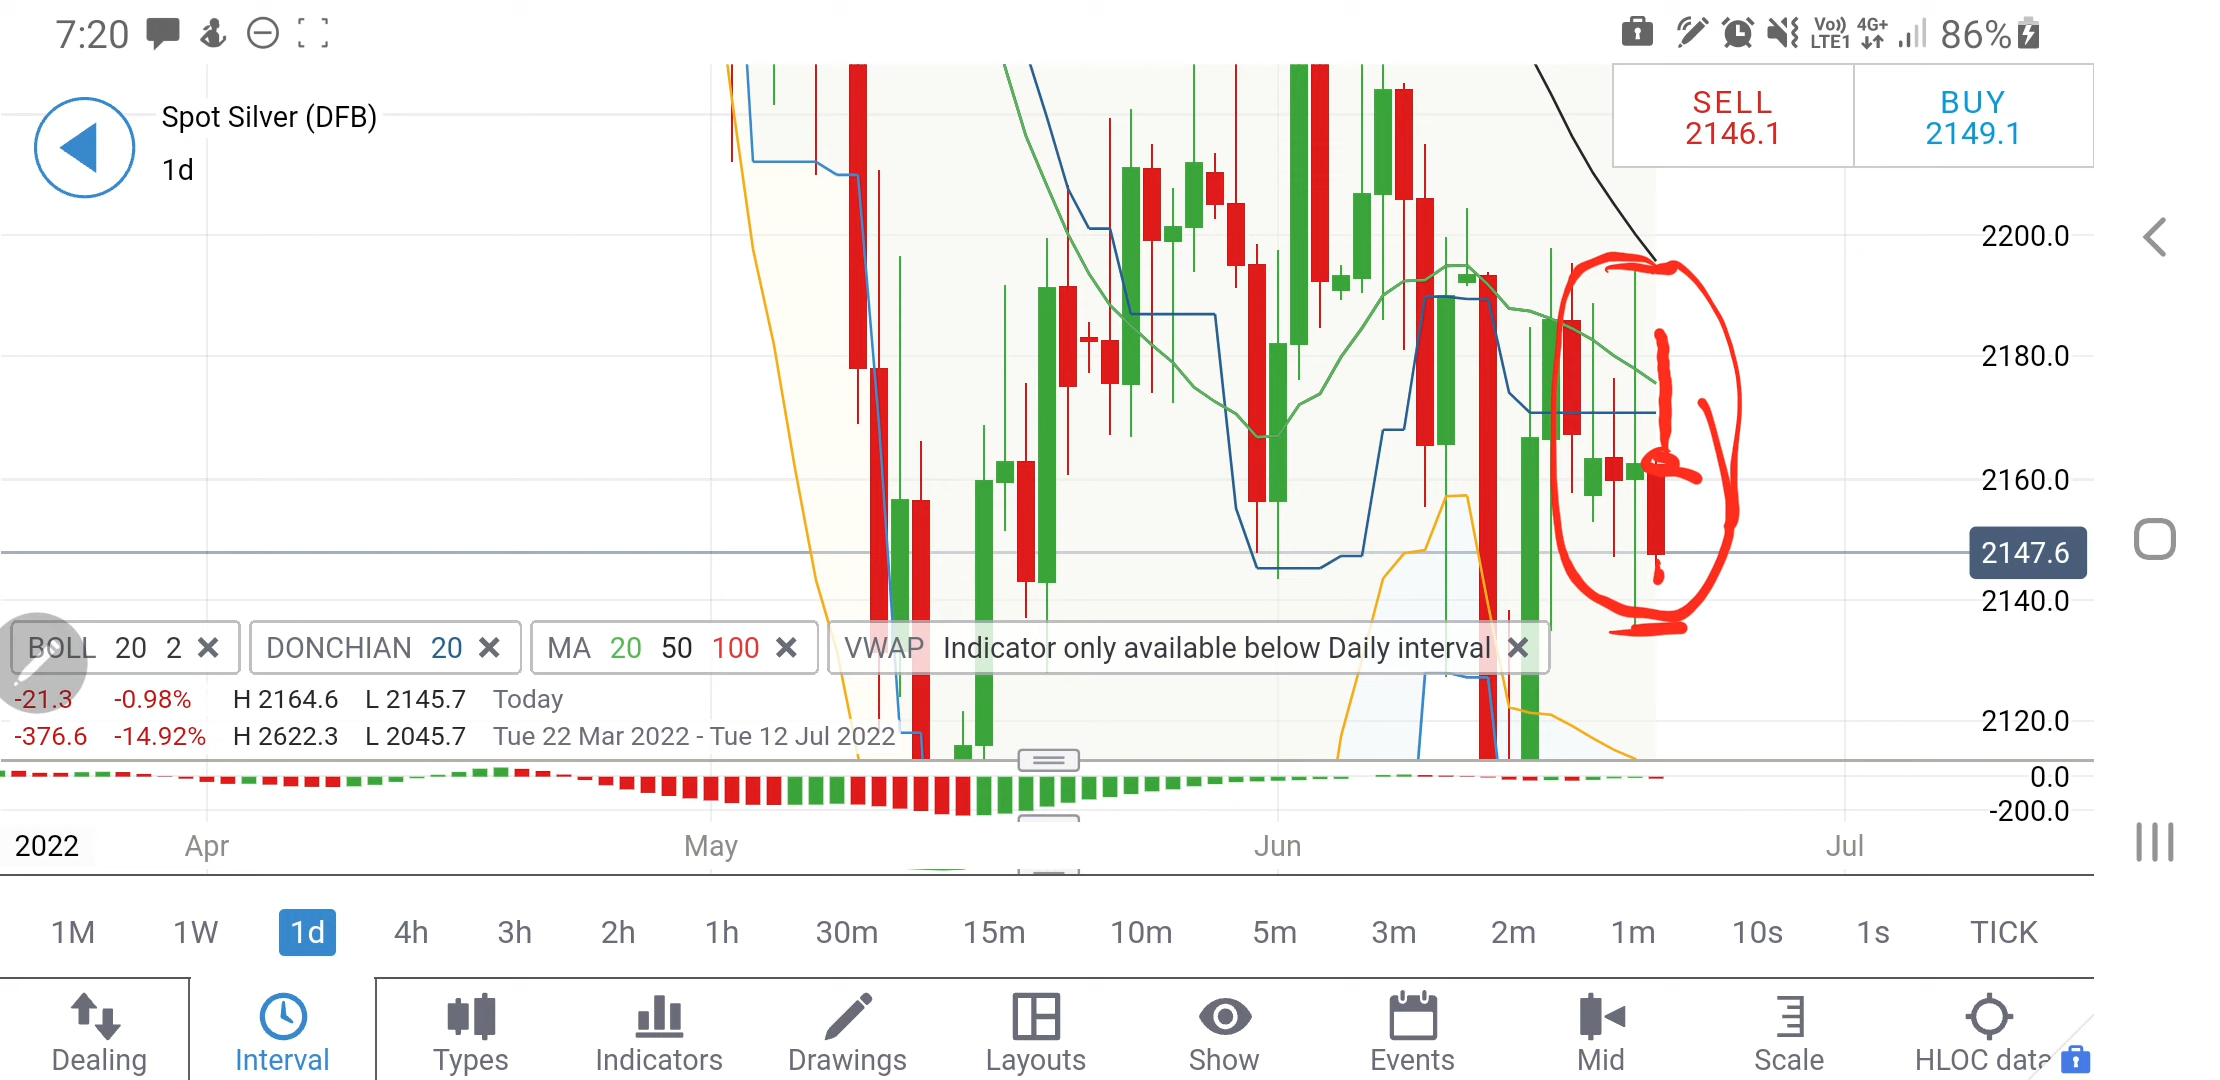 7:20 Vo)) LTE1 4G+ 86%
Spot Silver (DFB)
1d
SELL 2146.1
BUY 2149.1
2200.0
2180.0
2160.0
2147.6
2140.0
2120.0
BOLL 20 2 DONCHIAN 20 MA 20 50 100 VWAP Indicator only available below Daily interval
-21.3 -0.98% H 2164.6 L 2145.7 Today
-376.6 -14.92% H 2622.3 L 2045.7 Tue 22 Mar 2022 - Tue 12 Jul 2022
0.0
-200.0
2022 Apr May Jun Jul
1M 1W 1d 4h 3h 2h 1h 30m 15m 10m 5m 3m 2m 1m 10s 1s TICK
Dealing Interval Types Indicators Drawings Layouts Show Events Mid Scale HLOC data